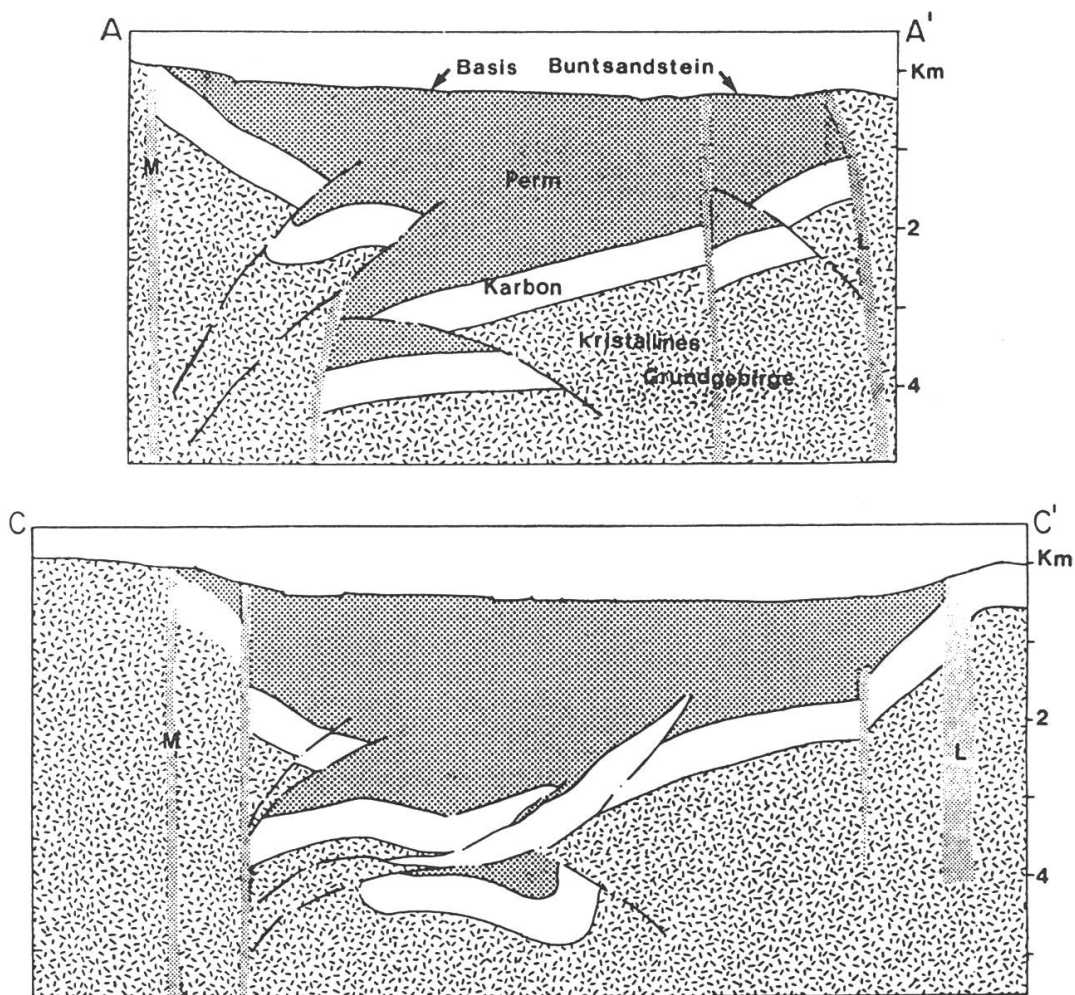 A
A'
Basis Buntsandstein
Km
M
Perm
2
L
Karbon
kristallines
Grundgebirge
4
C
C'
Km
2
M
L
4